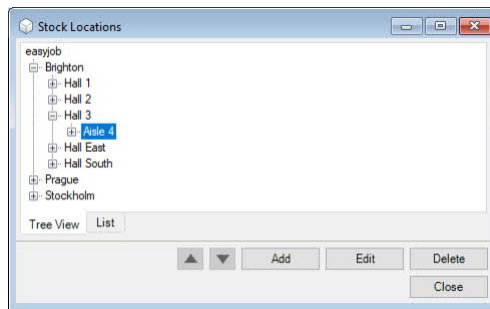 Stock Locations
easyjob
Brighton
Hall 1
Hall 2
Hall 3
Aisle 4
Hall East
Hall South
Prague
Stockholm
Tree View List
Add Edit Delete
Close